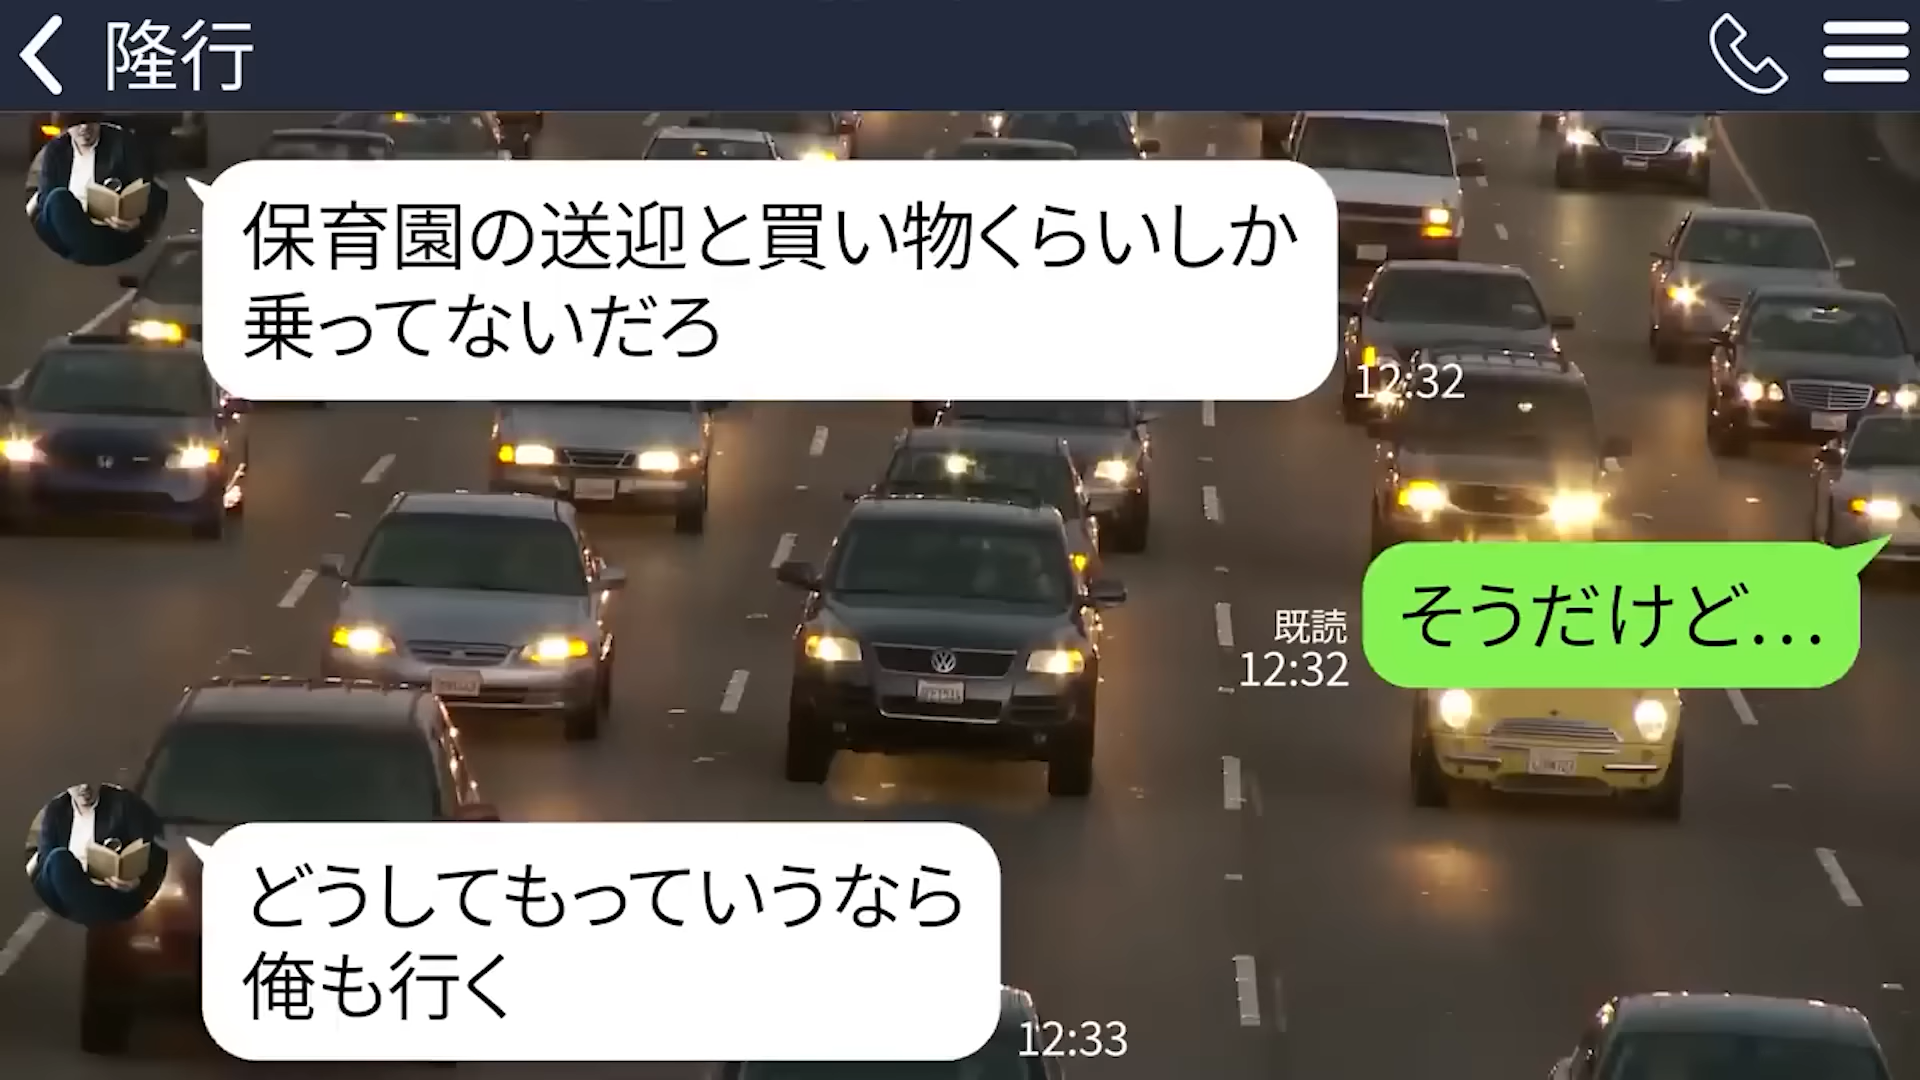 隆行
保育園の送迎と買い物くらいしか
乗ってないだろ
12:32
そうだけど…
既読
12:32
どうしてもっていうなら
俺も行く
12:33